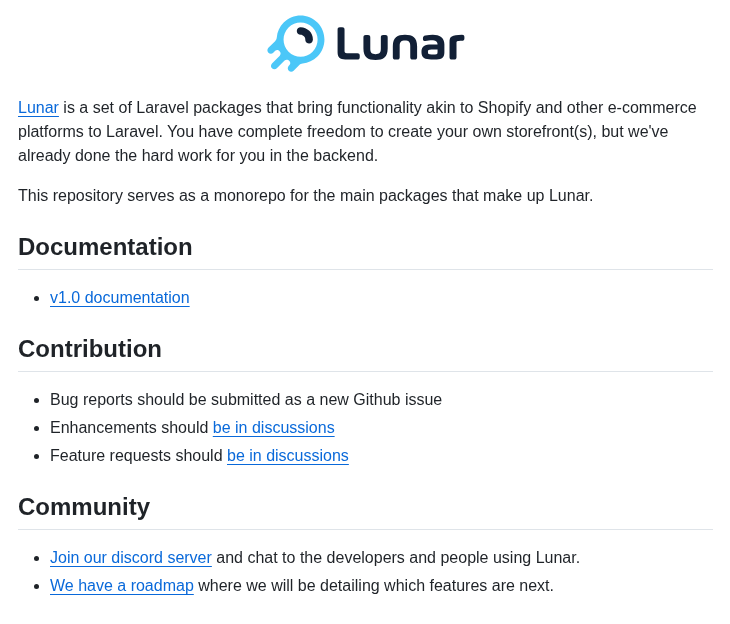 Lunar
Lunar is a set of Laravel packages that bring functionality akin to Shopify and other e-commerce
platforms to Laravel. You have complete freedom to create your own storefront(s), but we've
already done the hard work for you in the backend.
This repository serves as a monorepo for the main packages that make up Lunar.
Documentation
• v1.0 documentation
Contribution
• Bug reports should be submitted as a new Github issue
• Enhancements should be in discussions
• Feature requests should be in discussions
Community
• Join our discord server and chat to the developers and people using Lunar.
• We have a roadmap where we will be detailing which features are next.